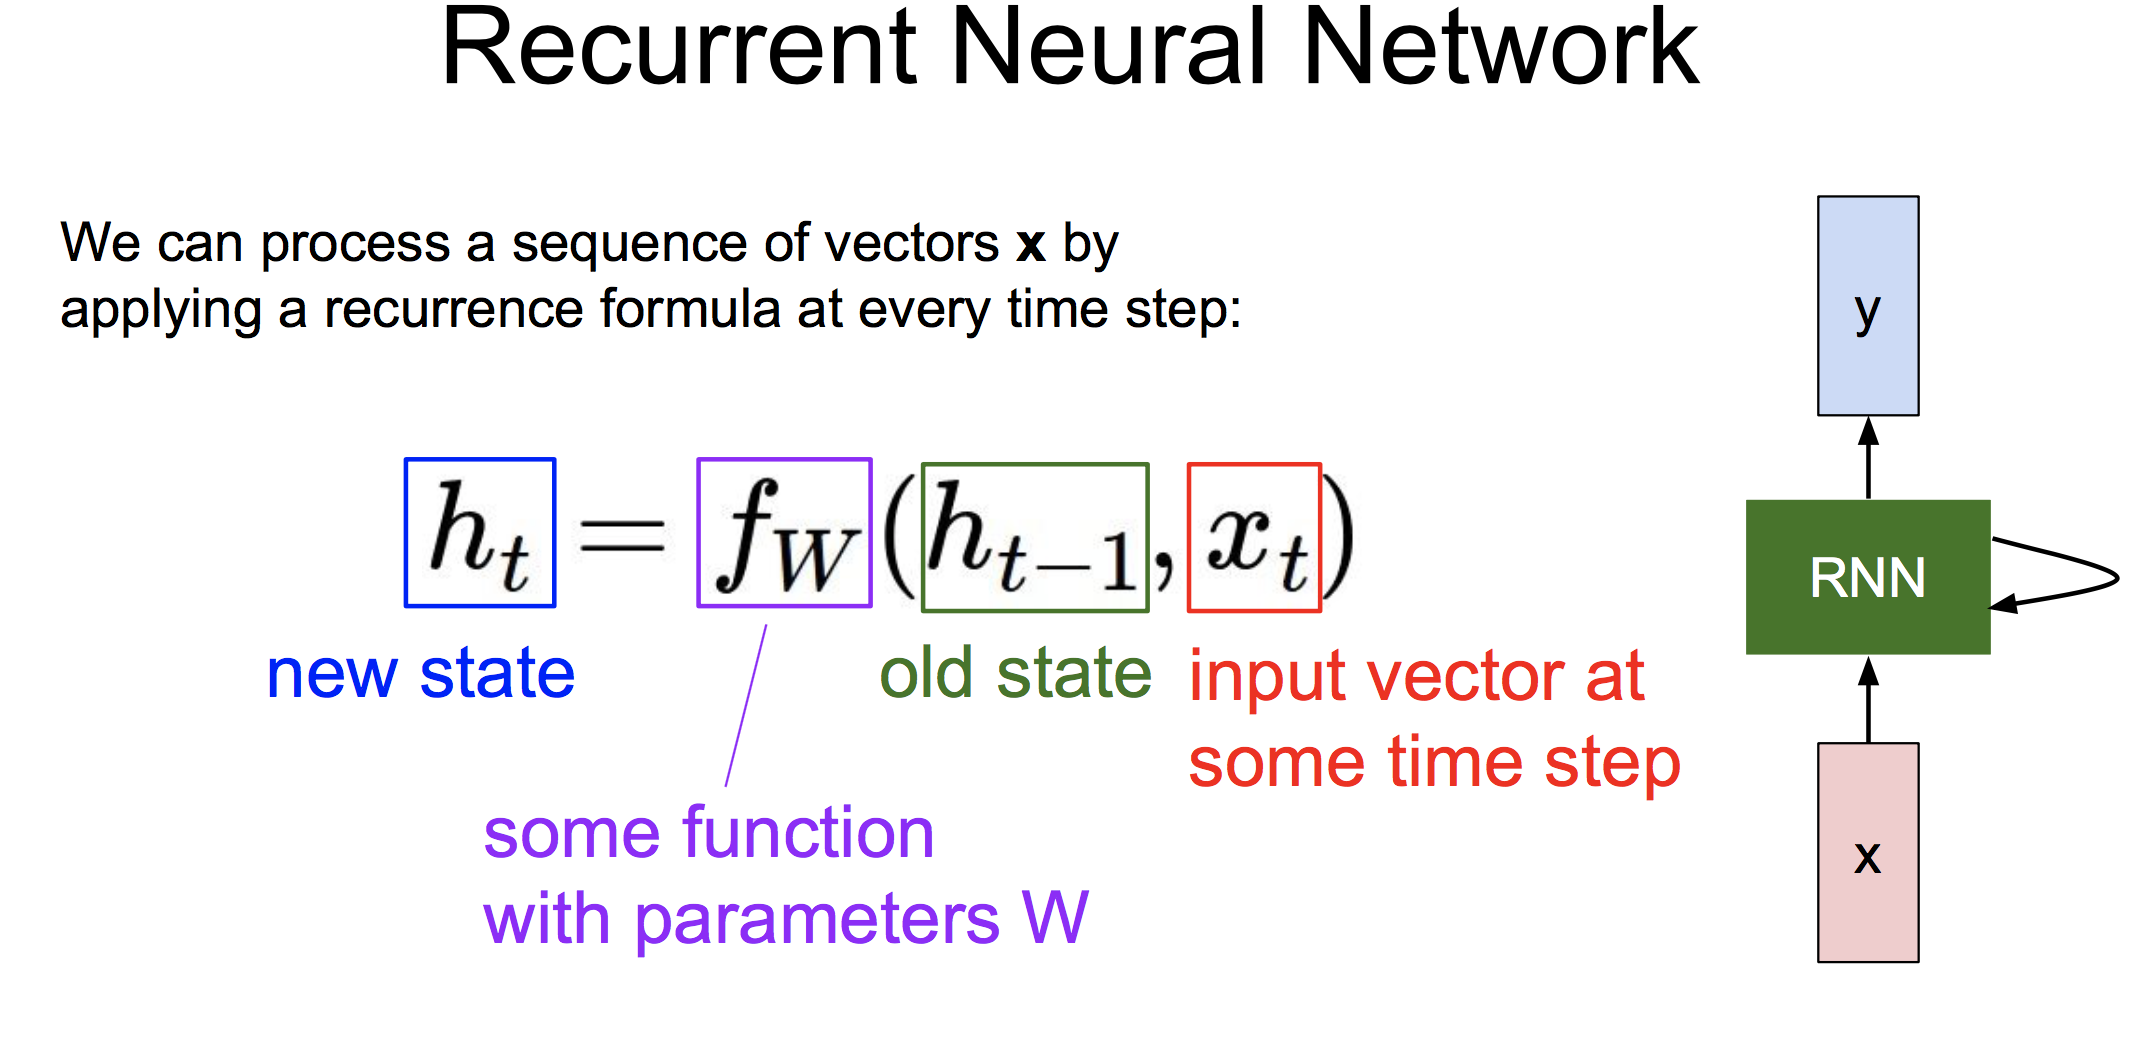 Recurrent Neural Network
We can process a sequence of vectors x by
applying a recurrence formula at every time step:
h_t = f_W(h_{t-1}, x_t)
new state
old state
input vector at
some time step
some function
with parameters W
y
RNN
x